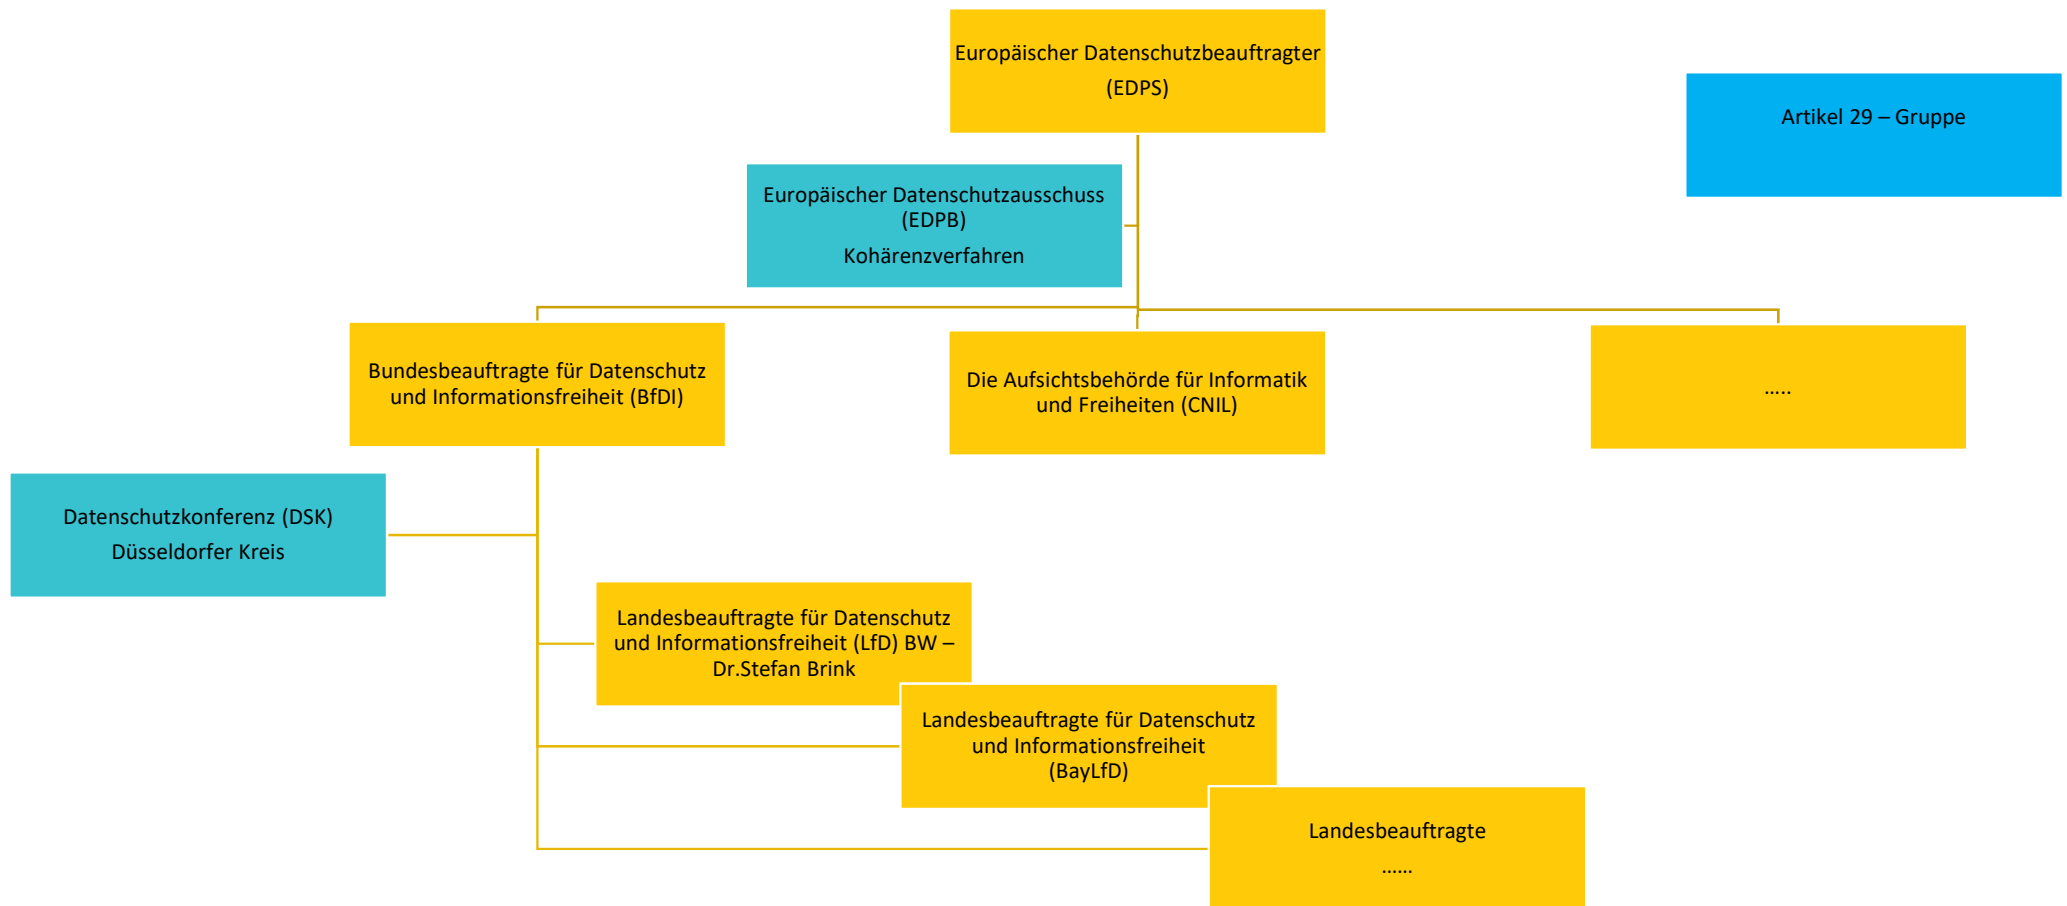 Europäischer Datenschutzbeauftragter
(EDPS)
Artikel 29 – Gruppe
Europäischer Datenschutzausschuss
(EDPB)
Kohärenzverfahren
Bundesbeauftragte für Datenschutz
und Informationsfreiheit (BfDI)
Die Aufsichtsbehörde für Informatik
und Freiheiten (CNIL)
.....
Datenschutzkonferenz (DSK)
Düsseldorfer Kreis
Landesbeauftragte für Datenschutz
und Informationsfreiheit (LfD) BW –
Dr.Stefan Brink
Landesbeauftragte für Datenschutz
und Informationsfreiheit
(BayLfD)
Landesbeauftragte
......